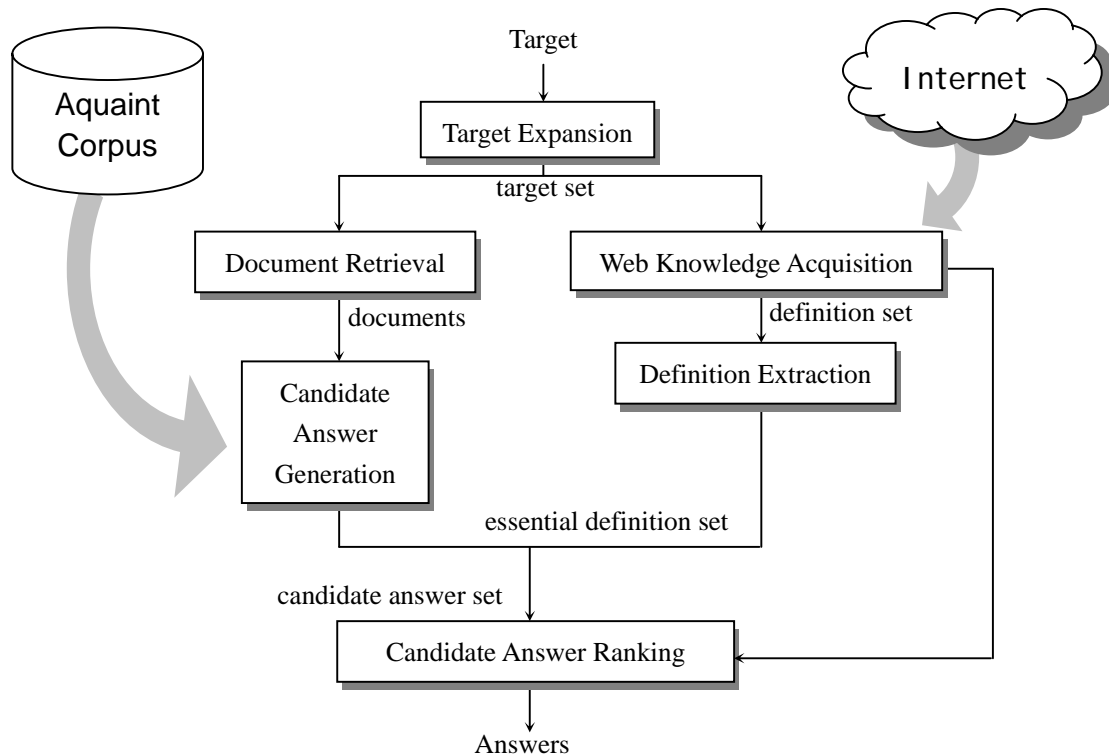 Target
Aquaint
Corpus
Internet
Target Expansion
target set
Document Retrieval
Web Knowledge Acquisition
documents
definition set
Candidate
Answer
Generation
Definition Extraction
essential definition set
candidate answer set
Candidate Answer Ranking
Answers